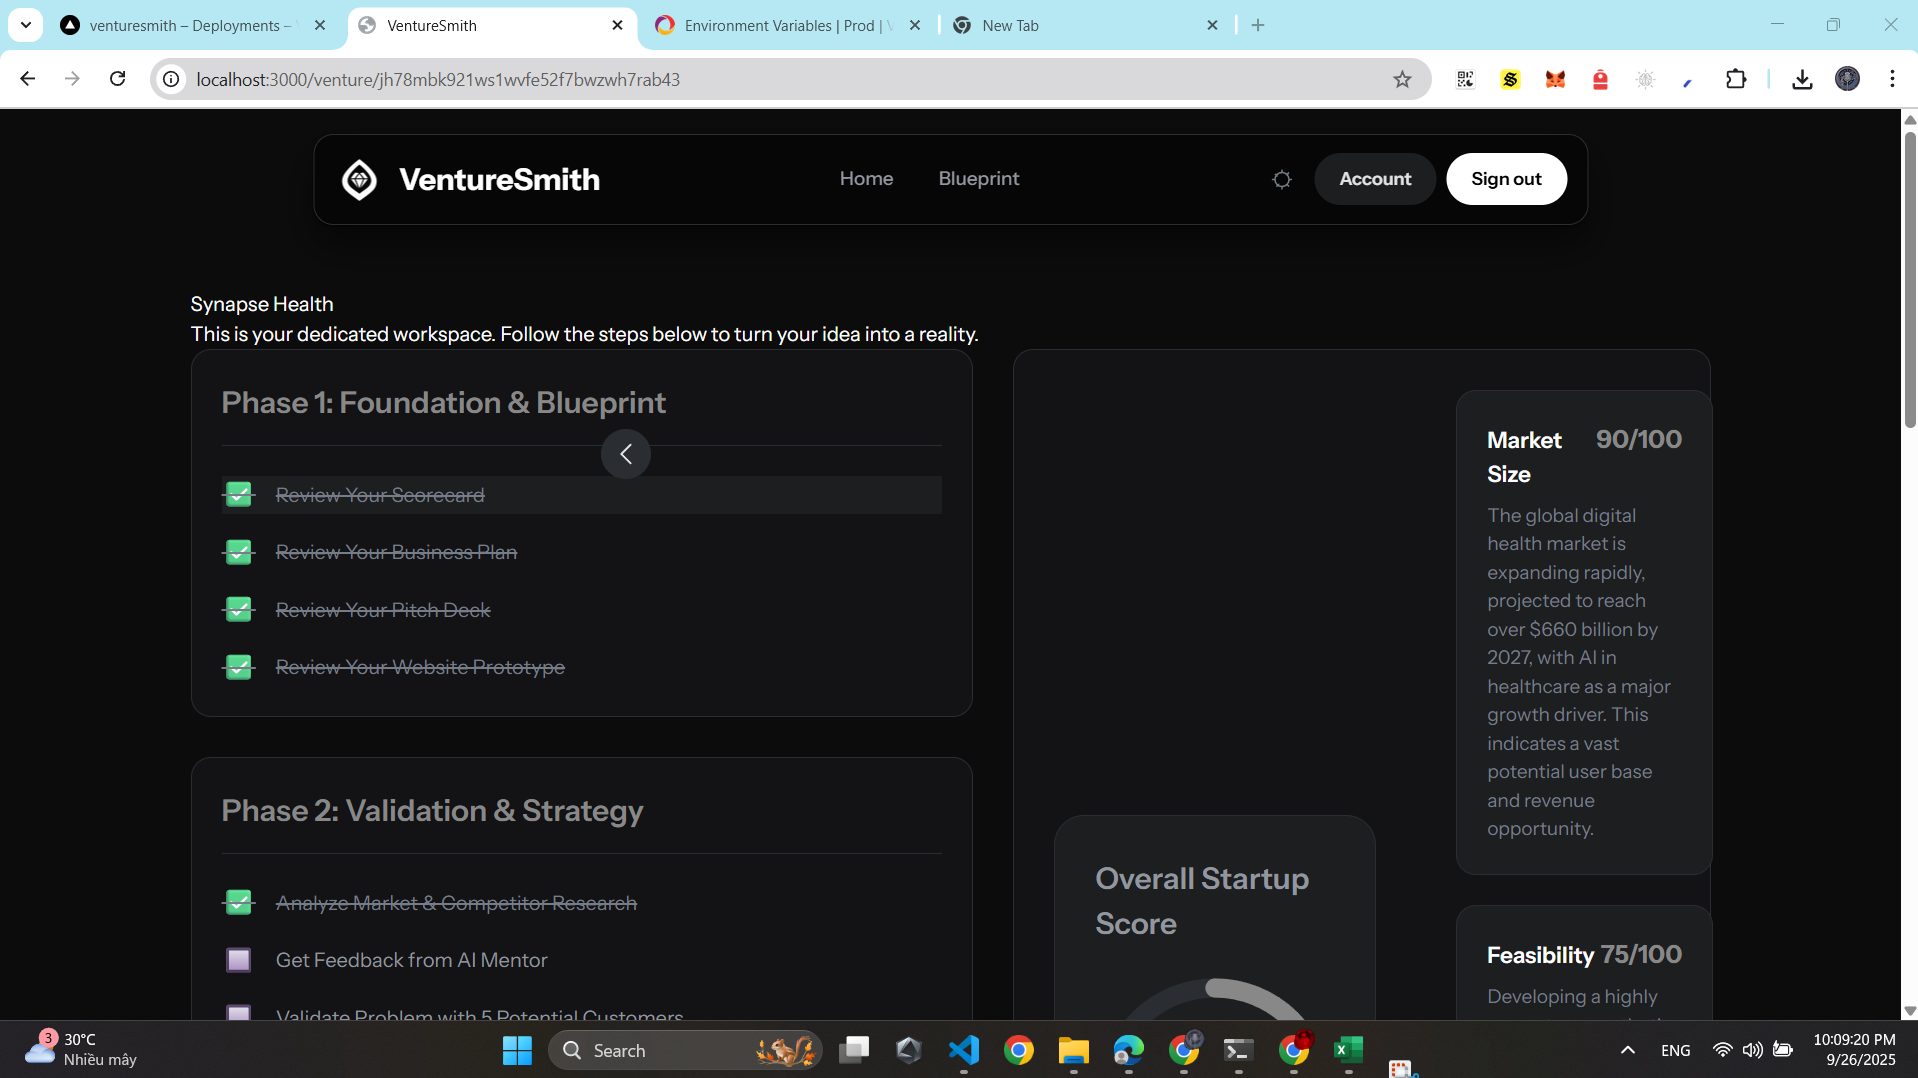 venturesmith – Deployments –
VentureSmith
Environment Variables | Prod |
New Tab
localhost:3000/venture/jh78mbk921ws1wvfe52f7bwzwh7rab43
VentureSmith
Home
Blueprint
Account
Sign out
Synapse Health
This is your dedicated workspace. Follow the steps below to turn your idea into a reality.
Phase 1: Foundation & Blueprint
Review Your Scorecard
Review Your Business Plan
Review Your Pitch Deck
Review Your Website Prototype
Phase 2: Validation & Strategy
Analyze Market & Competitor Research
Get Feedback from AI Mentor
Validate Problem with 5 Potential Customers
Overall Startup
Score
Market
Size
90/100
The global digital
health market is
expanding rapidly,
projected to reach
over $660 billion by
2027, with AI in
healthcare as a major
growth driver. This
indicates a vast
potential user base
and revenue
opportunity.
Feasibility 75/100
Developing a highly
3
30°C
Nhiều mây
Search
ENG
10:09:20 PM
9/26/2025